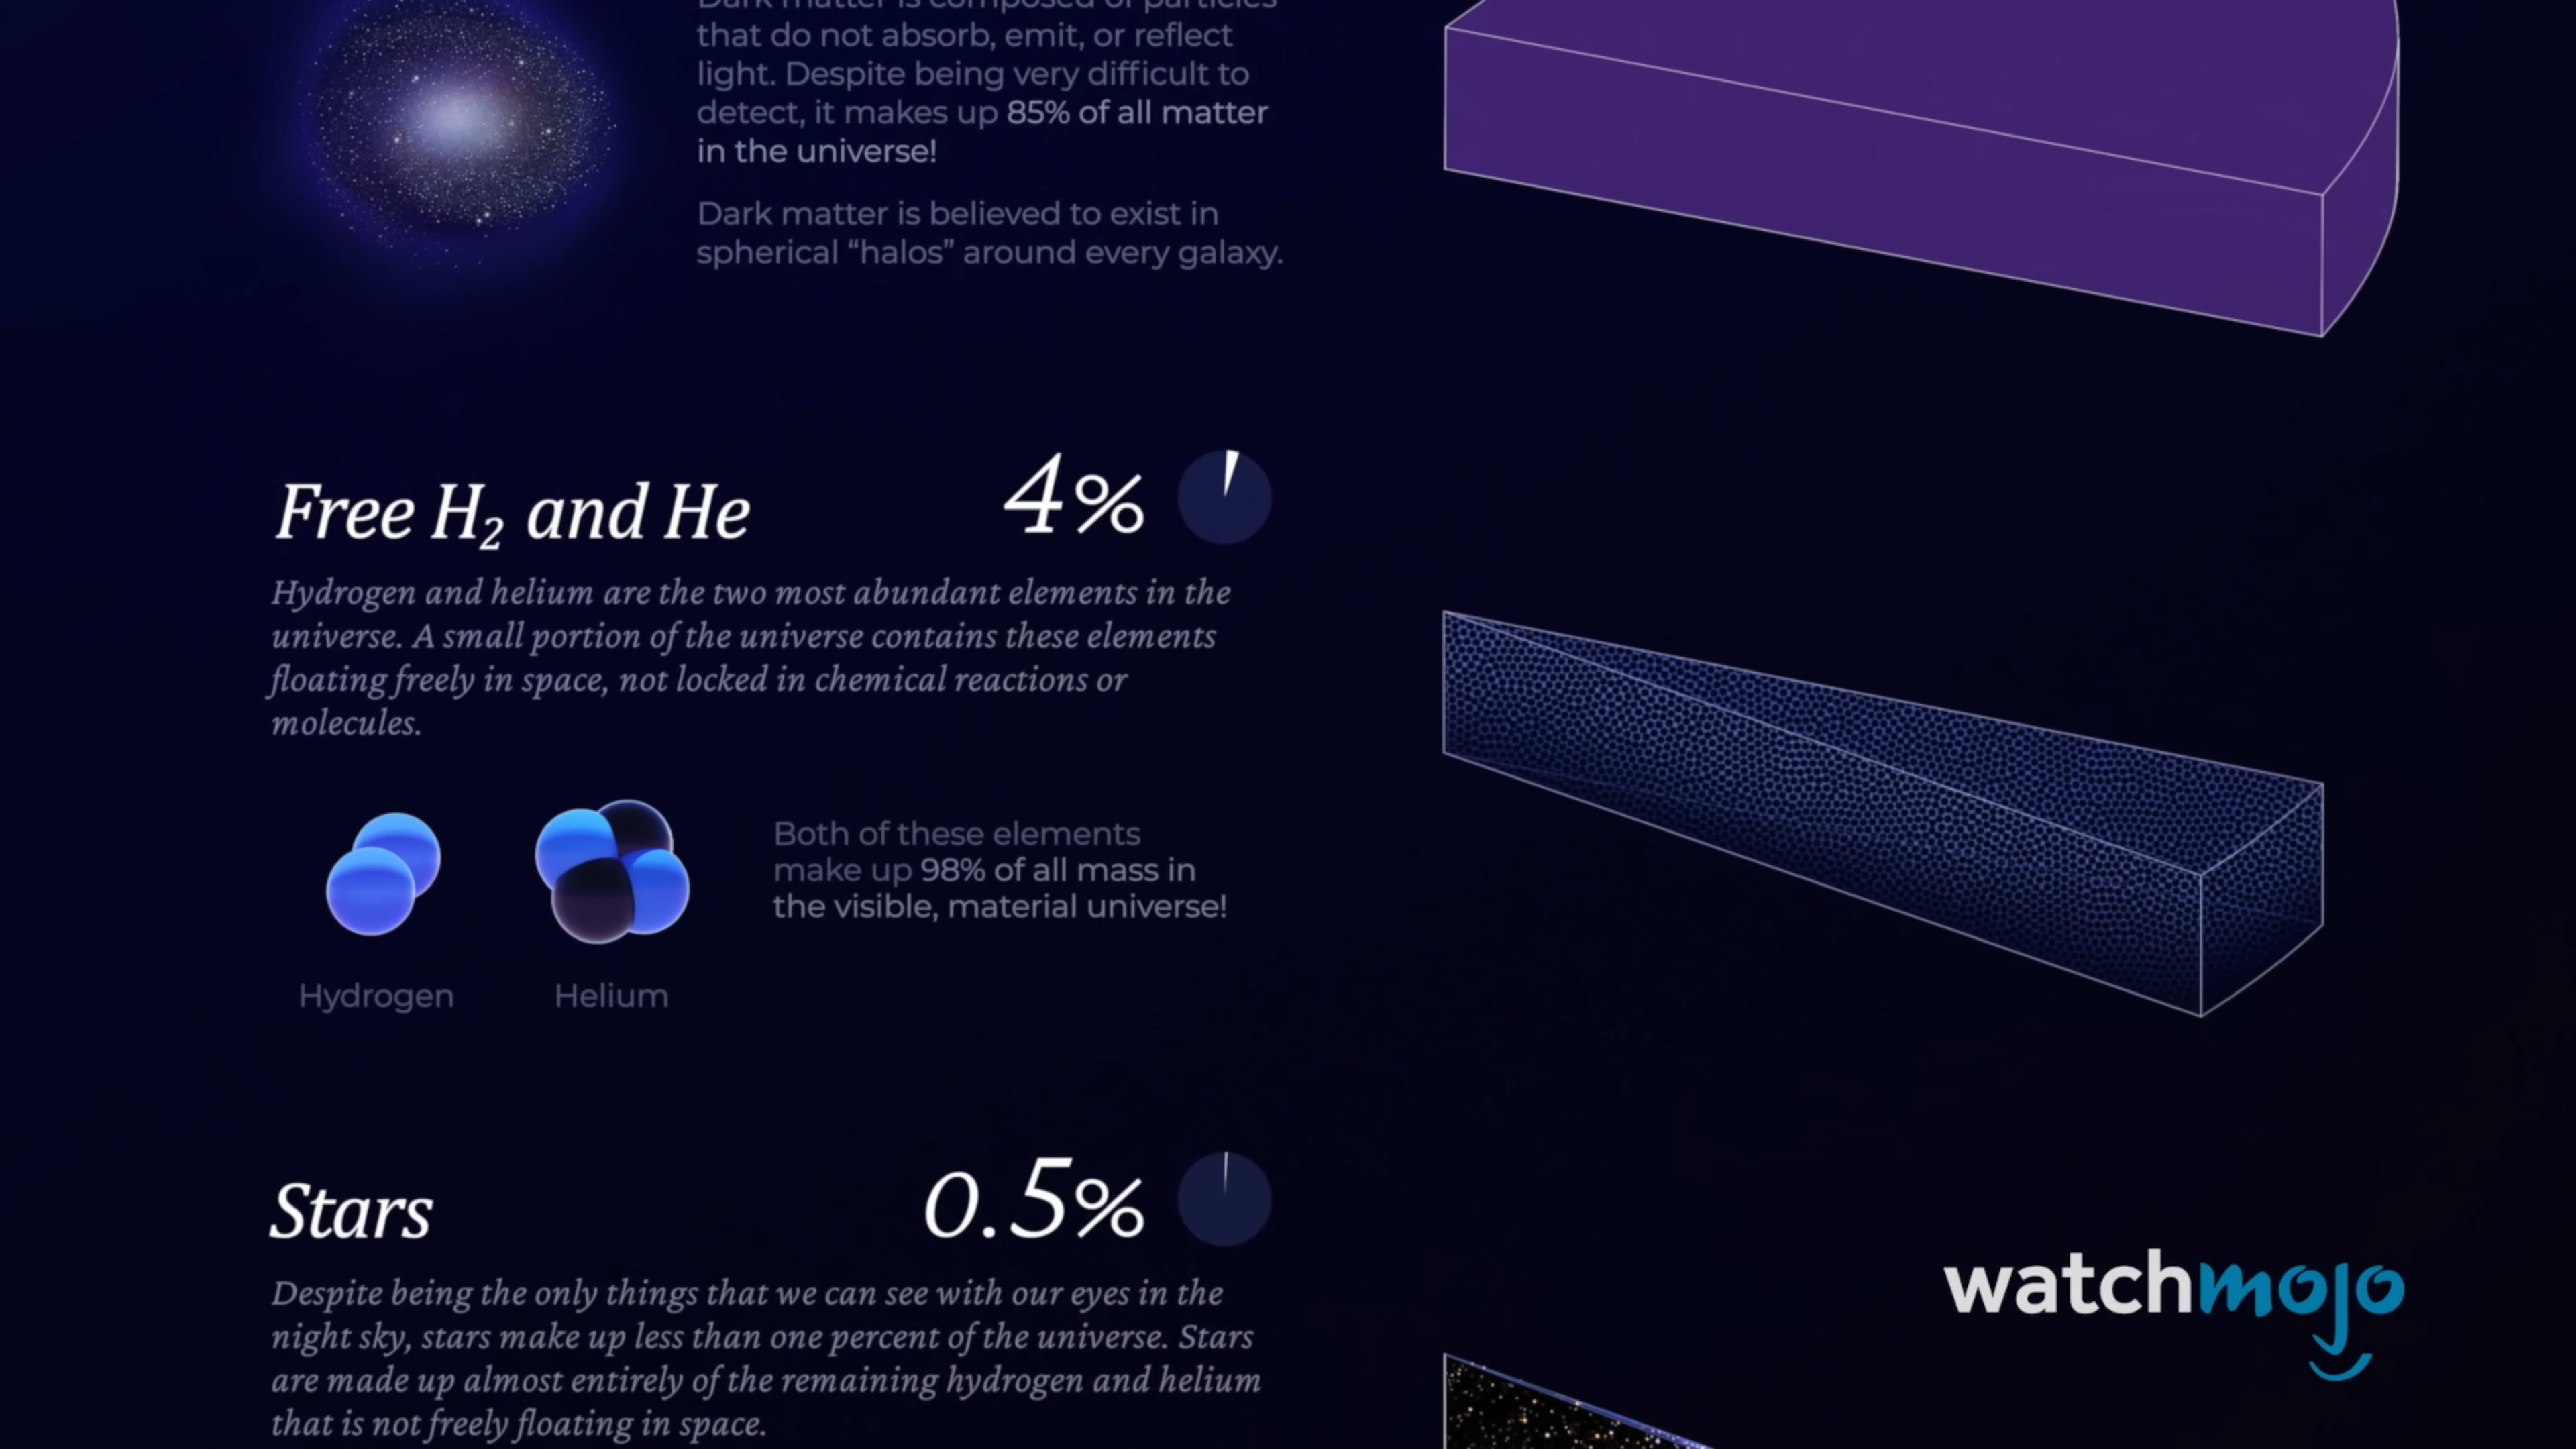 Dark matter is composed of particles
that do not absorb, emit, or reflect
light. Despite being very difficult to
detect, it makes up 85% of all matter
in the universe!
Dark matter is believed to exist in
spherical “halos” around every galaxy.
Free H₂ and He
4%
Hydrogen and helium are the two most abundant elements in the
universe. A small portion of the universe contains these elements
floating freely in space, not locked in chemical reactions or
molecules.
Both of these elements
make up 98% of all mass in
the visible, material universe!
Hydrogen
Helium
Stars
0.5%
Despite being the only things that we can see with our eyes in the
night sky, stars make up less than one percent of the universe. Stars
are made up almost entirely of the remaining hydrogen and helium
that is not freely floating in space.
watchmojo